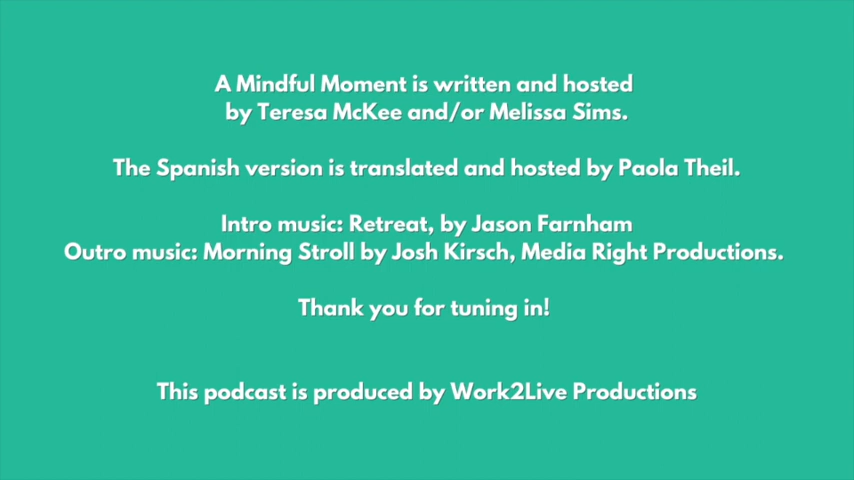 A Mindful Moment is written and hosted
by Teresa McKee and/or Melissa Sims.
The Spanish version is translated and hosted by Paola Theil.
Intro music: Retreat, by Jason Farnham
Outro music: Morning Stroll by Josh Kirsch, Media Right Productions.
Thank you for tuning in!
This podcast is produced by Work2Live Productions